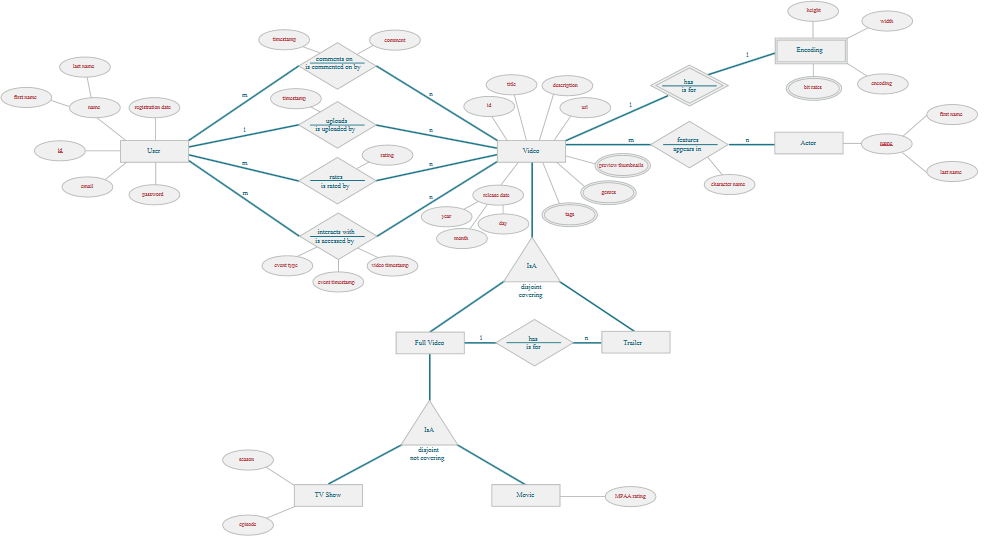 height
width
timestamp
comment
1
Encoding
comments on
is commented on by
last name
title
description
has
is for
encoding
bit rates
first name
name
registration date
timestamp
m
n
id
url
1
first name
uploads
is uploaded by
1
n
m
features
appears in
n
Actor
name
id
User
Video
rating
m
n
preview thumbnails
last name
rates
is rated by
email
password
m
n
release date
genres
character name
year
day
tags
interacts with
is accessed by
month
event type
video timestamp
event timestamp
IsA
disjoint
covering
Full Video
1
has
is for
n
Trailer
IsA
disjoint
not covering
season
TV Show
Movie
MPAA rating
episode